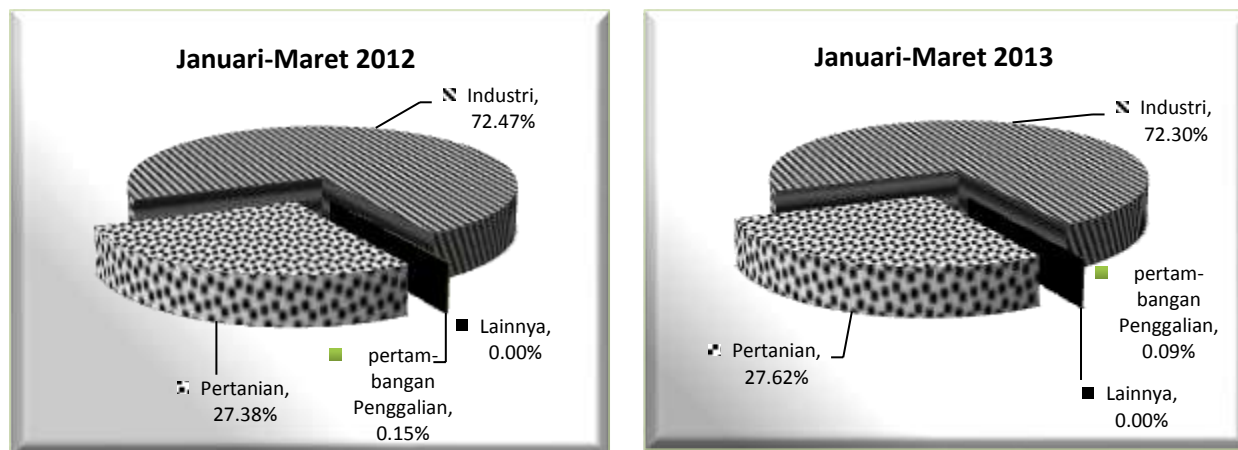 Januari-Maret 2012
Industri,
72.47%
Lainnya,
0.00%
pertam-
bangan
Penggalian,
0.15%
Pertanian,
27.38%
Januari-Maret 2013
Industri,
72.30%
pertam-
bangan
Penggalian,
0.09%
Pertanian,
27.62%
Lainnya,
0.00%